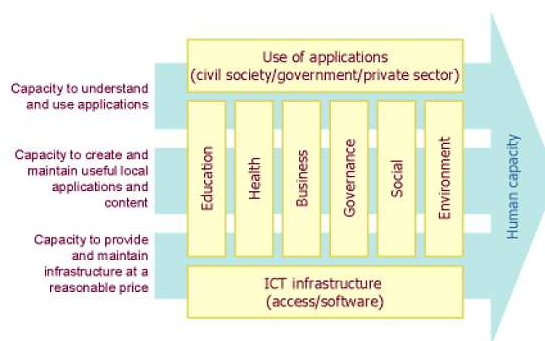 Use of applications
(civil society/government/private sector)
Capacity to understand
and use applications
Capacity to create and
maintain useful local
applications and
content
Capacity to provide
and maintain
infrastructure at a
reasonable price
Education
Health
Business
Governance
Social
Environment
Human capacity
ICT infrastructure
(access/software)